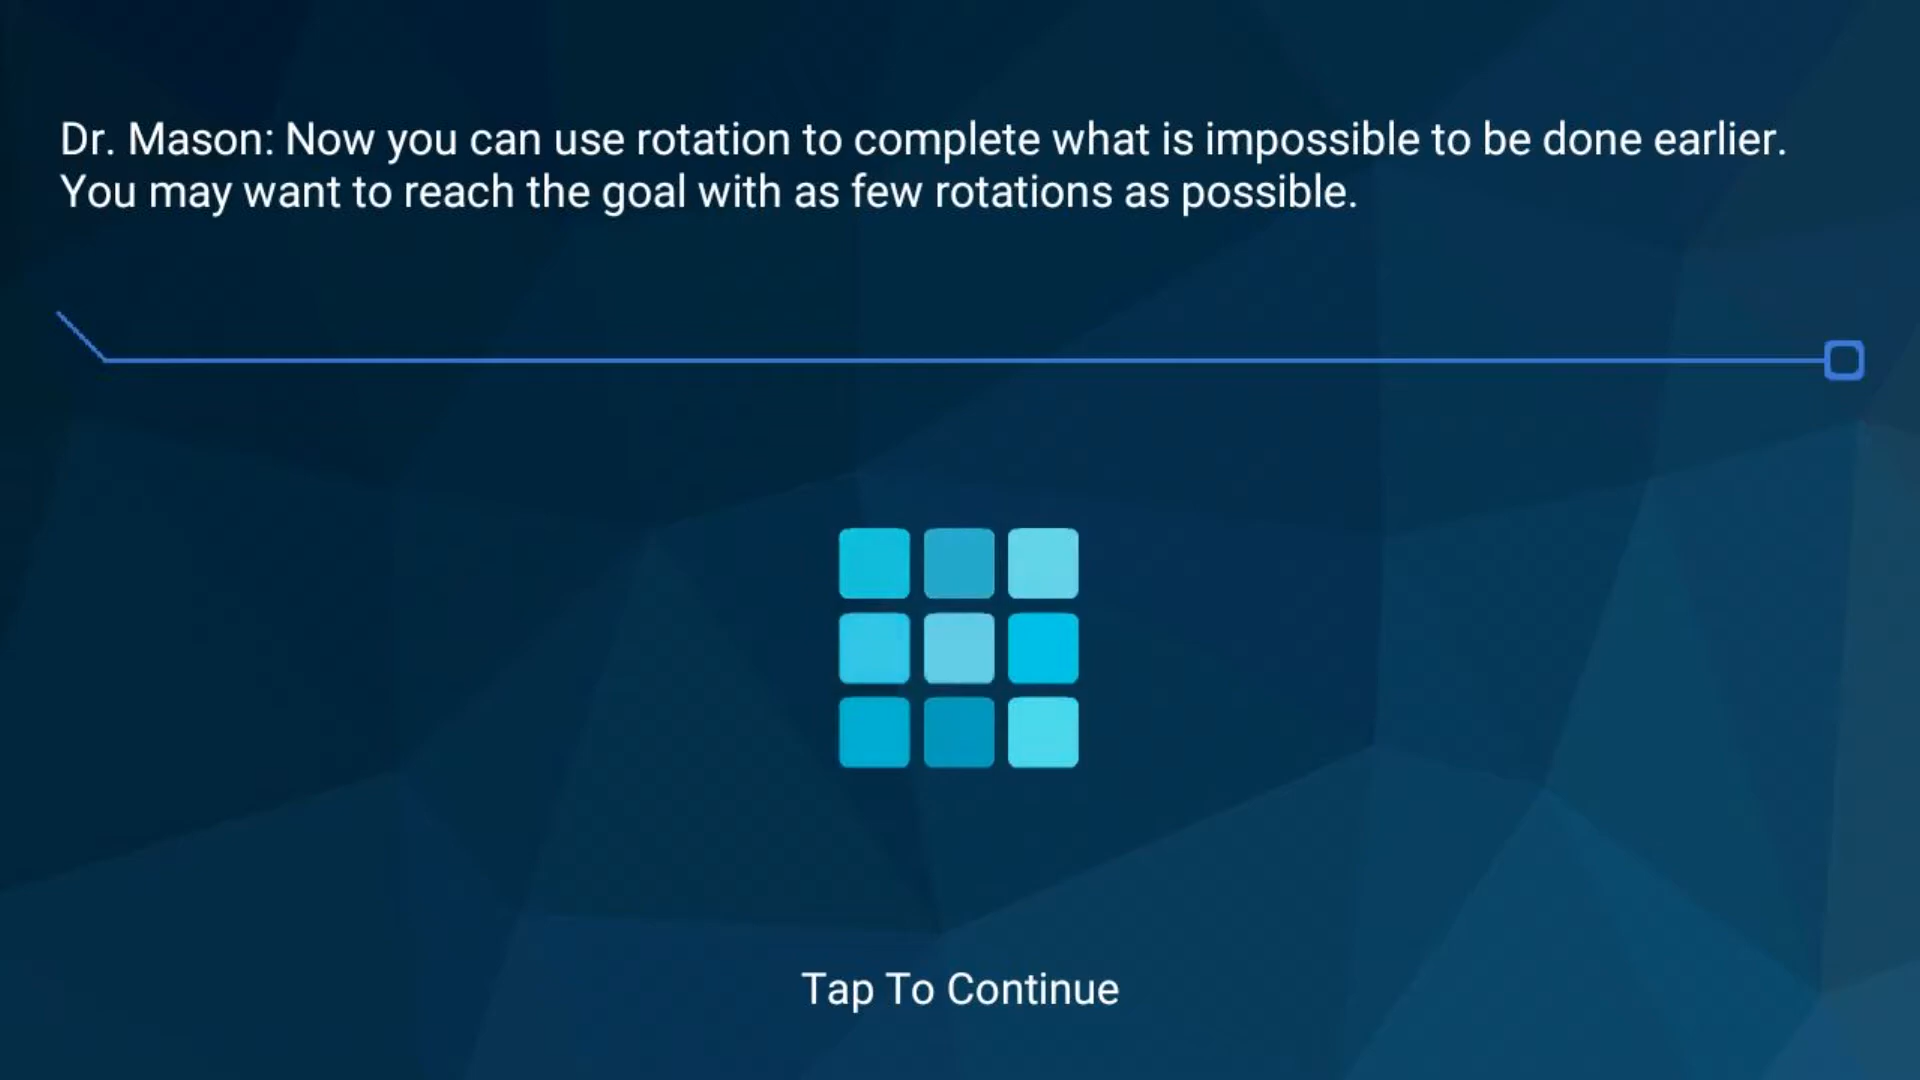 Dr. Mason: Now you can use rotation to complete what is impossible to be done earlier.
You may want to reach the goal with as few rotations as possible.
Tap To Continue